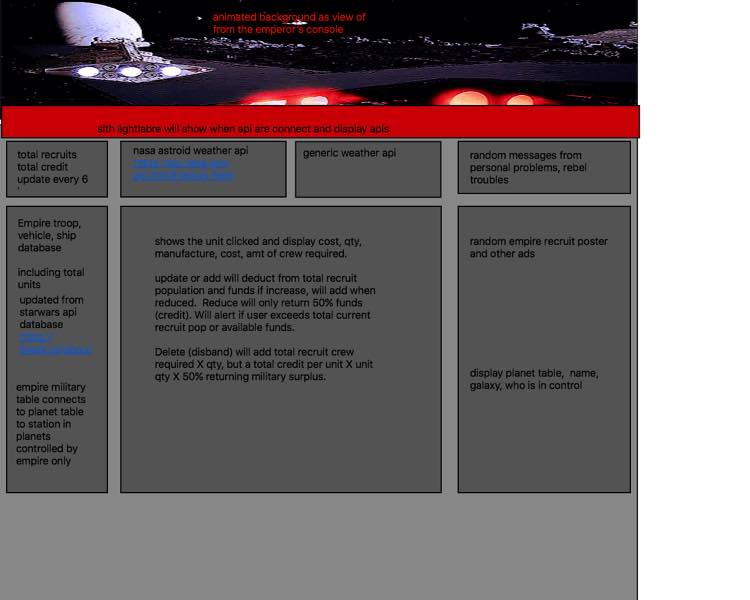 animated background as view of
from the emperor's console
sith lightlabre will show when api are connect and display apis
total recruits
total credit
update every 6
nasa astroid weather api
generic weather api
random messages from
personal problems, rebel
troubles
Empire troop,
vehicle, ship
database
including total
units
updated from
starwars api
database
empire military
table connects
to planet table
to station in
planets
controlled by
empire only
shows the unit clicked and display cost, qty,
manufacture, cost, amt of crew required.
update or add will deduct from total recruit
population and funds if increase, will add when
reduced. Reduce will only return 50% funds
(credit). Will alert if user exceeds total current
recruit pop or available funds.
Delete (disband) will add total recruit crew
required X qty, but a total credit per unit X unit
qty X 50% returning military surplus.
random empire recruit poster
and other ads
display planet table, name,
galaxy, who is in control